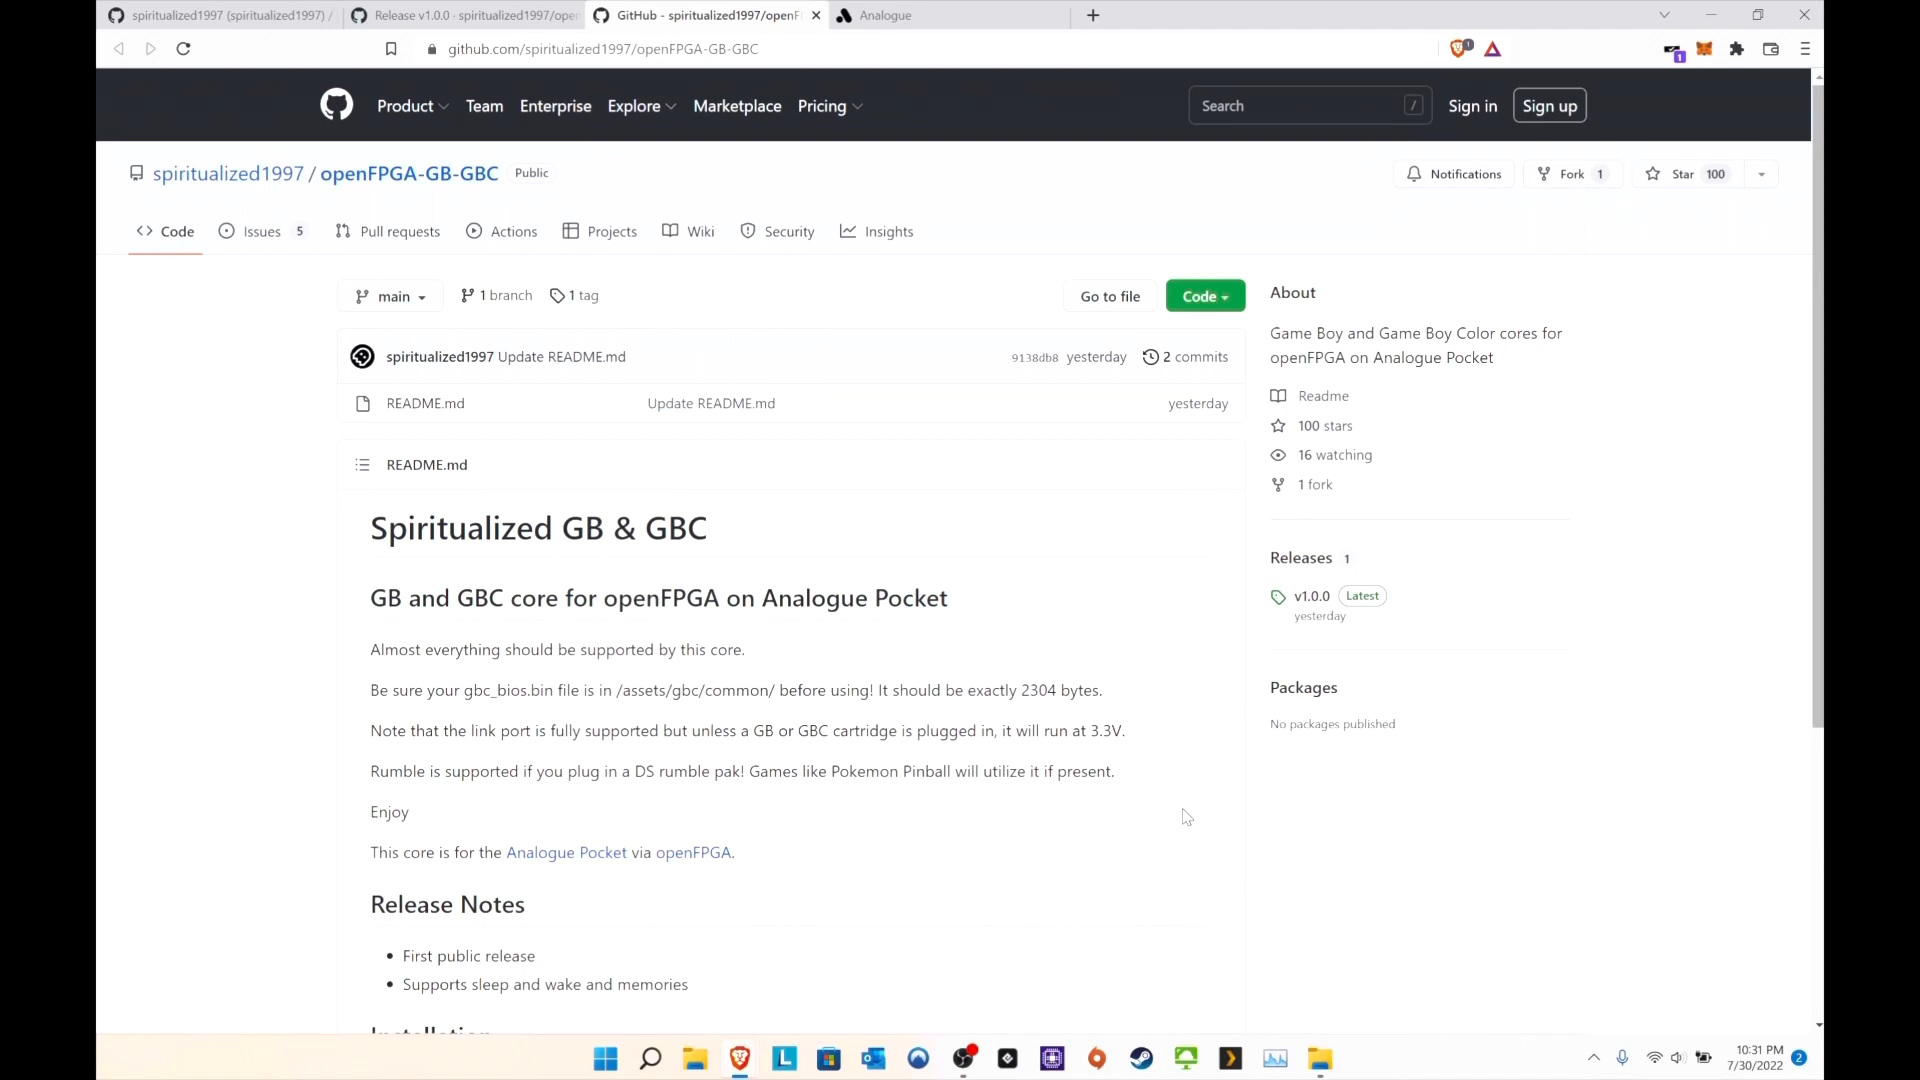 spiritualized1997 (spiritualized1997) /
Release v1.0.0 · spiritualized1997/open
GitHub - spiritualized1997/openF
Analogue
github.com/spiritualized1997/openFPGA-GB-GBC
1
1
Product
Team
Enterprise
Explore
Marketplace
Pricing
Search
/
Sign in
Sign up
spiritualized1997 / openFPGA-GB-GBC
Public
Notifications
Fork 1
Star 100
Code
Issues 5
Pull requests
Actions
Projects
Wiki
Security
Insights
main
1 branch
1 tag
Go to file
Code
spiritualized1997 Update README.md
9138db8 yesterday
2 commits
README.md
Update README.md
yesterday
README.md
Spiritualized GB & GBC
GB and GBC core for openFPGA on Analogue Pocket
Almost everything should be supported by this core.
Be sure your gbc_bios.bin file is in /assets/gbc/common/ before using! It should be exactly 2304 bytes.
Note that the link port is fully supported but unless a GB or GBC cartridge is plugged in, it will run at 3.3V.
Rumble is supported if you plug in a DS rumble pak! Games like Pokemon Pinball will utilize it if present.
Enjoy
This core is for the Analogue Pocket via openFPGA.
Release Notes
First public release
Supports sleep and wake and memories
Installation
About
Game Boy and Game Boy Color cores for
openFPGA on Analogue Pocket
Readme
100 stars
16 watching
1 fork
Releases 1
v1.0.0 Latest
yesterday
Packages
No packages published
L
10:31 PM
7/30/2022
2